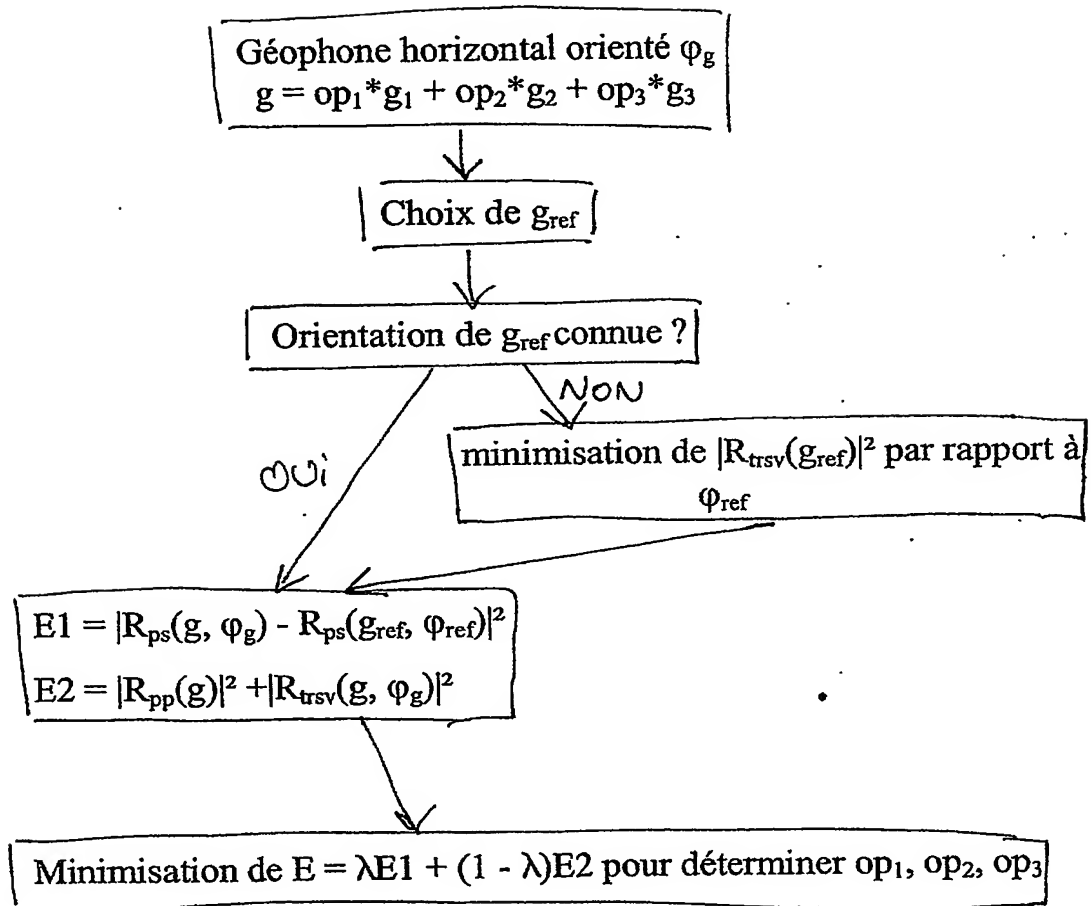 Géophone horizontal orienté φg
g = op₁*g₁ + op₂*g₂ + op₃*g₃
Choix de gref
Orientation de gref connue ?
NON
OUi
minimisation de |Rtrsv(gref)|² par rapport à
φref
E1 = |Rps(g, φg) - Rps(gref, φref)|²
E2 = |Rpp(g)|² +|Rtrsv(g, φg)|²
Minimisation de E = λE1 + (1 - λ)E2 pour déterminer op₁, op₂, op₃